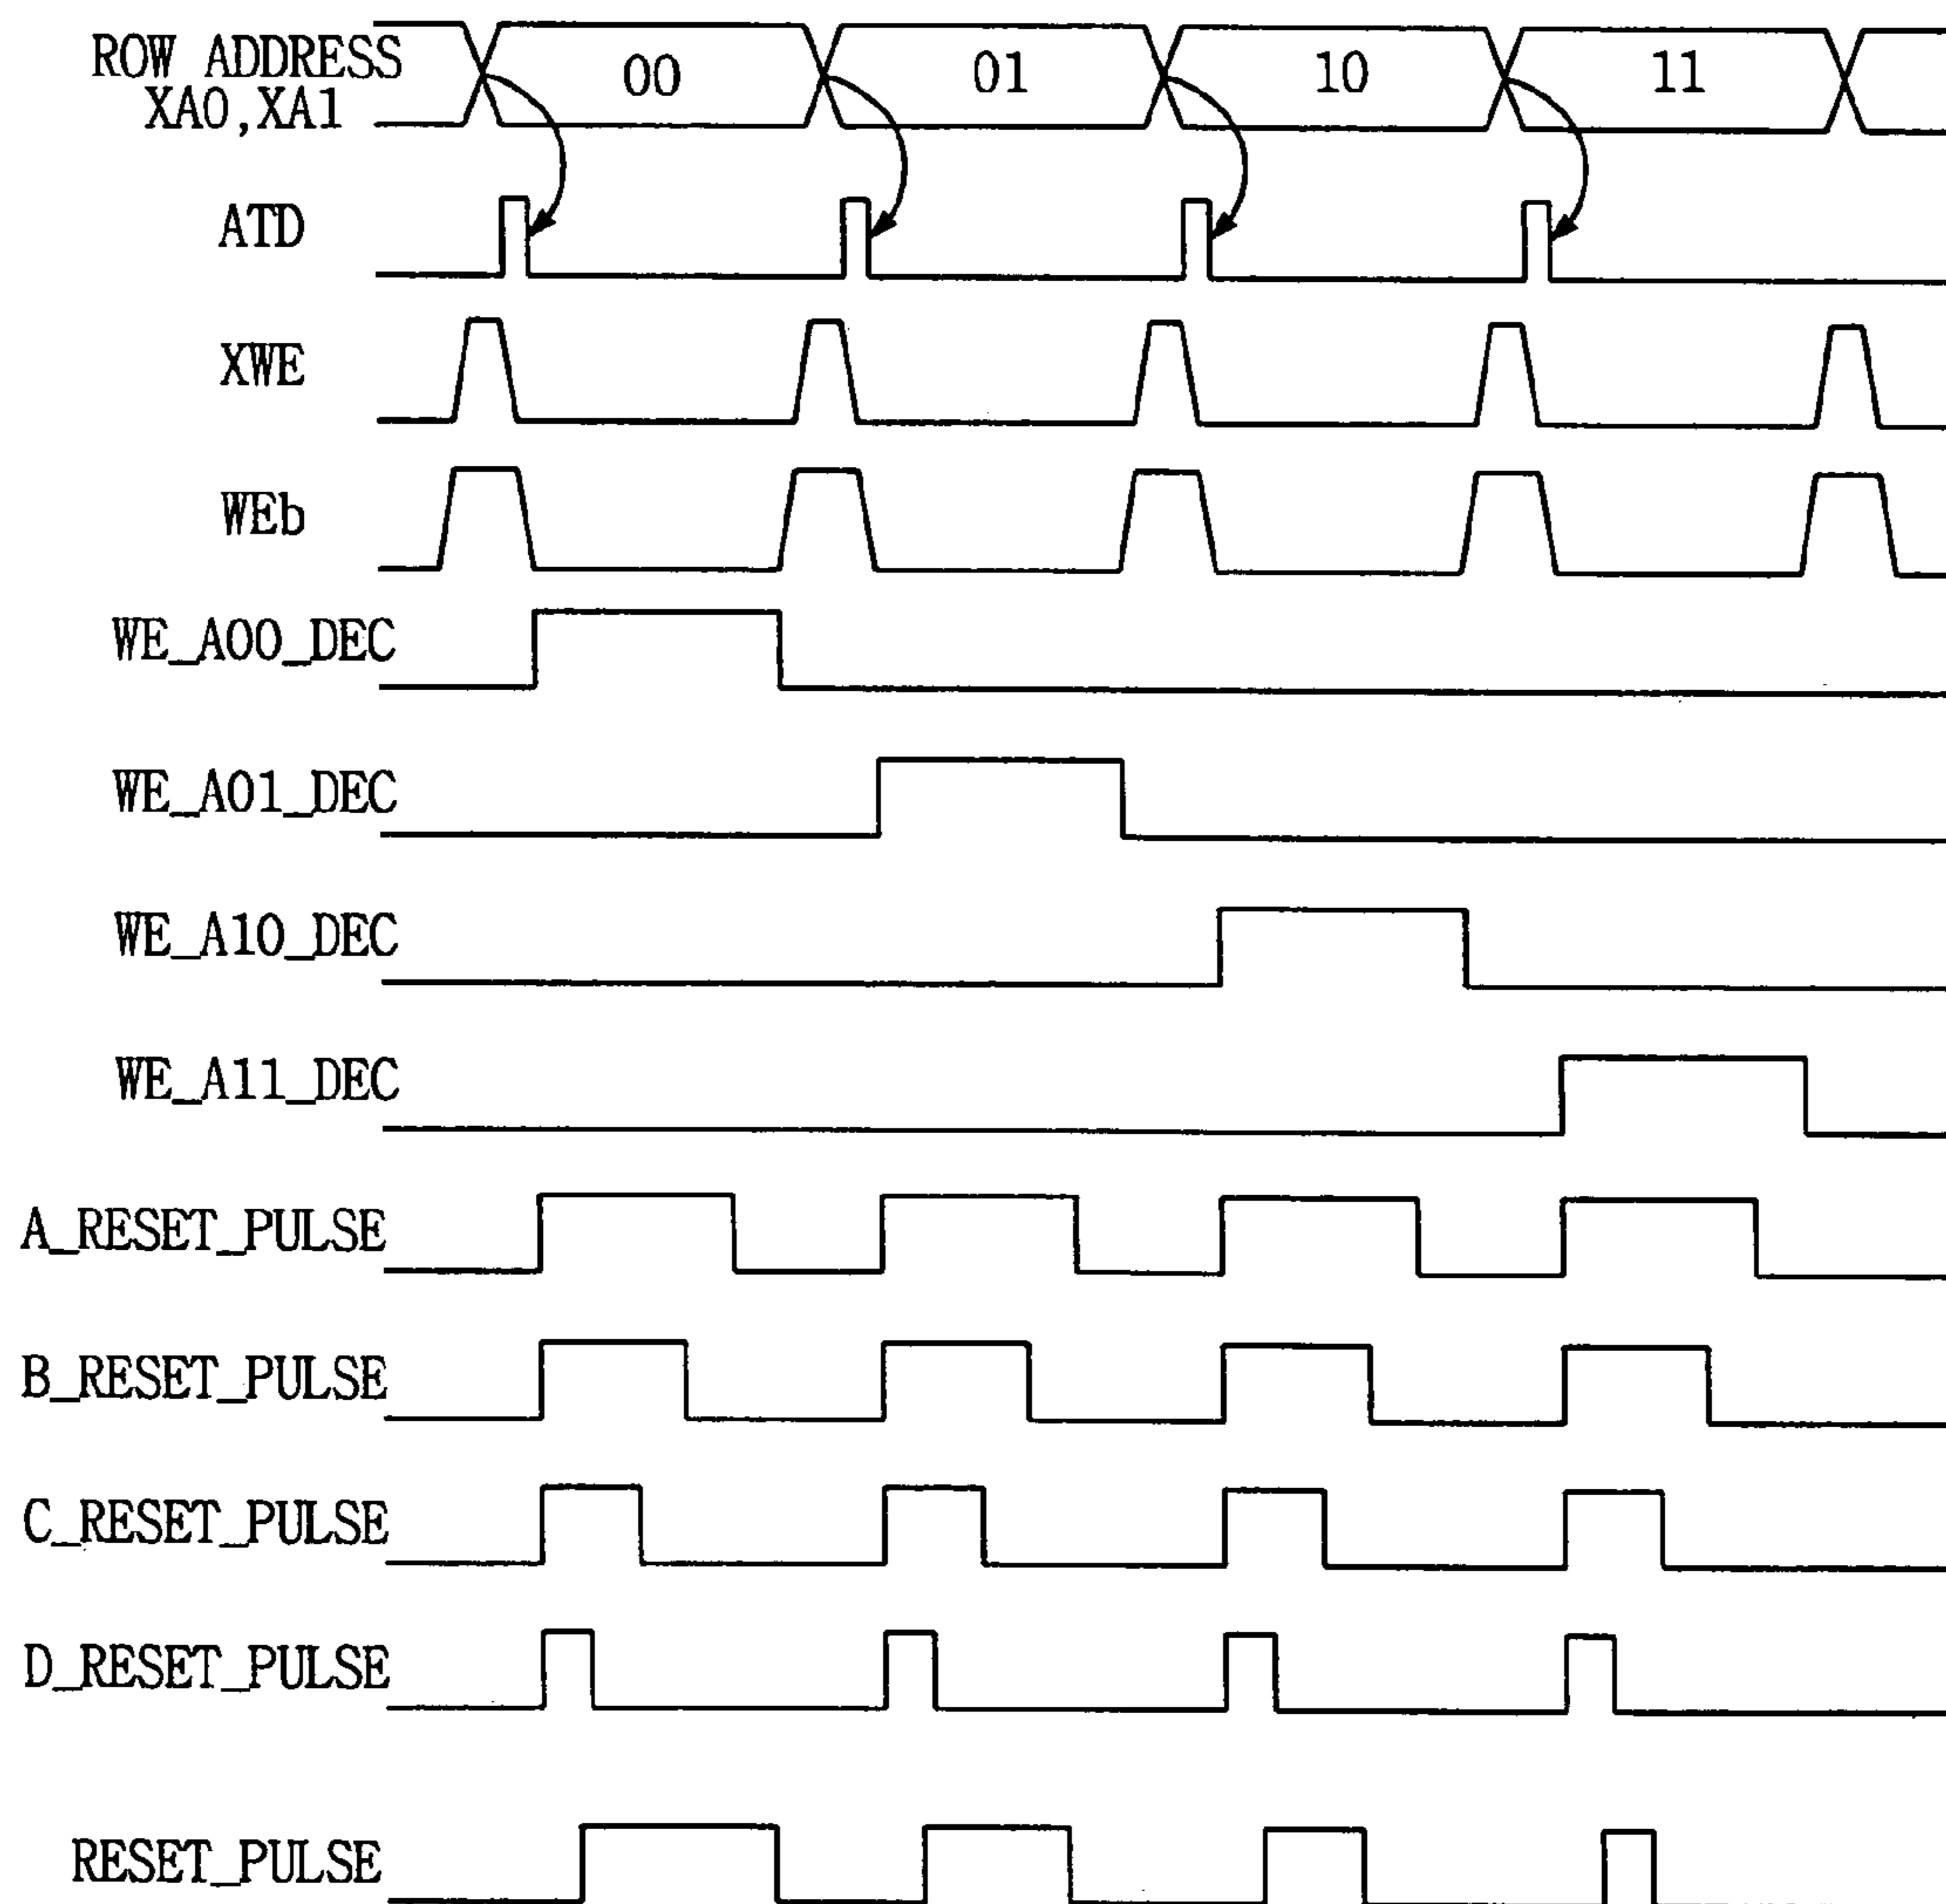 ROW ADDRESS
XA0,XA1
00
01
10
11
ATD
XWE
WEb
WE_A00_DEC
WE_A01_DEC
WE_A10_DEC
WE_A11_DEC
A_RESET_PULSE
B_RESET_PULSE
C_RESET_PULSE
D_RESET_PULSE
RESET_PULSE